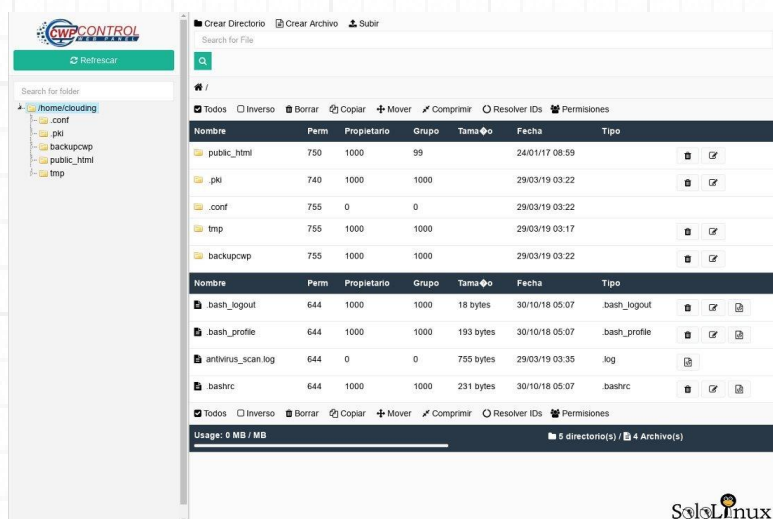 CWP CONTROL
WEB PANEL
Refrescar
Search for folder
/home/clouding
.conf
.pki
backupcwp
public_html
tmp
Crear Directorio Crear Archivo Subir
Search for File
/
Todos Inverso Borrar Copiar Mover Comprimir Resolver IDs Permisiones
Nombre Perm Propietario Grupo Tama�o Fecha Tipo
public_html 750 1000 99 24/01/17 08:59
.pki 740 1000 1000 29/03/19 03:22
.conf 755 0 0 29/03/19 03:22
tmp 755 1000 1000 29/03/19 03:17
backupcwp 755 1000 1000 29/03/19 03:22
Nombre Perm Propietario Grupo Tama�o Fecha Tipo
.bash_logout 644 1000 1000 18 bytes 30/10/18 05:07 .bash_logout
.bash_profile 644 1000 1000 193 bytes 30/10/18 05:07 .bash_profile
antivirus_scan.log 644 0 0 755 bytes 29/03/19 03:35 .log
.bashrc 644 1000 1000 231 bytes 30/10/18 05:07 .bashrc
Todos Inverso Borrar Copiar Mover Comprimir Resolver IDs Permisiones
Usage: 0 MB / MB 5 directorio(s) / 4 Archivo(s)
SoloLinux